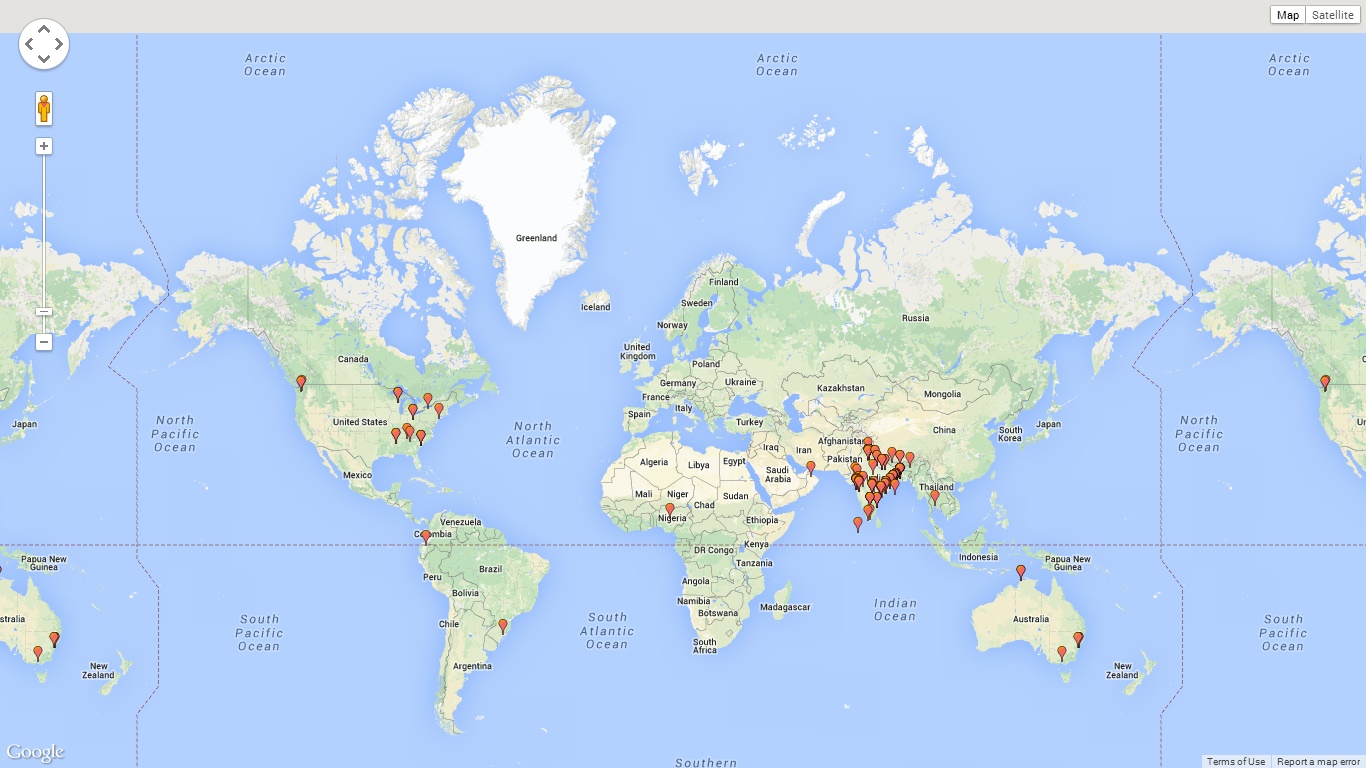 Map
Satellite
Arctic
Ocean
Arctic
Ocean
Arctic
Ocean
Greenland
Iceland
Finland
Sweden
Norway
Russia
United
Kingdom
Poland
Germany
Ukraine
France
Italy
Spain
Turkey
Kazakhstan
Mongolia
China
South
Korea
Japan
Japan
Canada
United States
Mexico
North
Pacific
Ocean
North
Atlantic
Ocean
North
Pacific
Ocean
Afghanistan
Iraq
Iran
Pakistan
Algeria
Libya
Egypt
Saudi
Arabia
Mali
Niger
Chad
Sudan
Nigeria
Ethiopia
Thailand
Venezuela
Colombia
DR Congo
Kenya
Tanzania
Indonesia
Papua New
Guinea
Papua New
Guinea
Peru
Brazil
Bolivia
Angola
Namibia
Botswana
Madagascar
Chile
Argentina
South
Africa
Indian
Ocean
South
Pacific
Ocean
South
Atlantic
Ocean
South
Pacific
Ocean
stralia
Australia
New
Zealand
New
Zealand
Southern
Google
Terms of Use
Report a map error